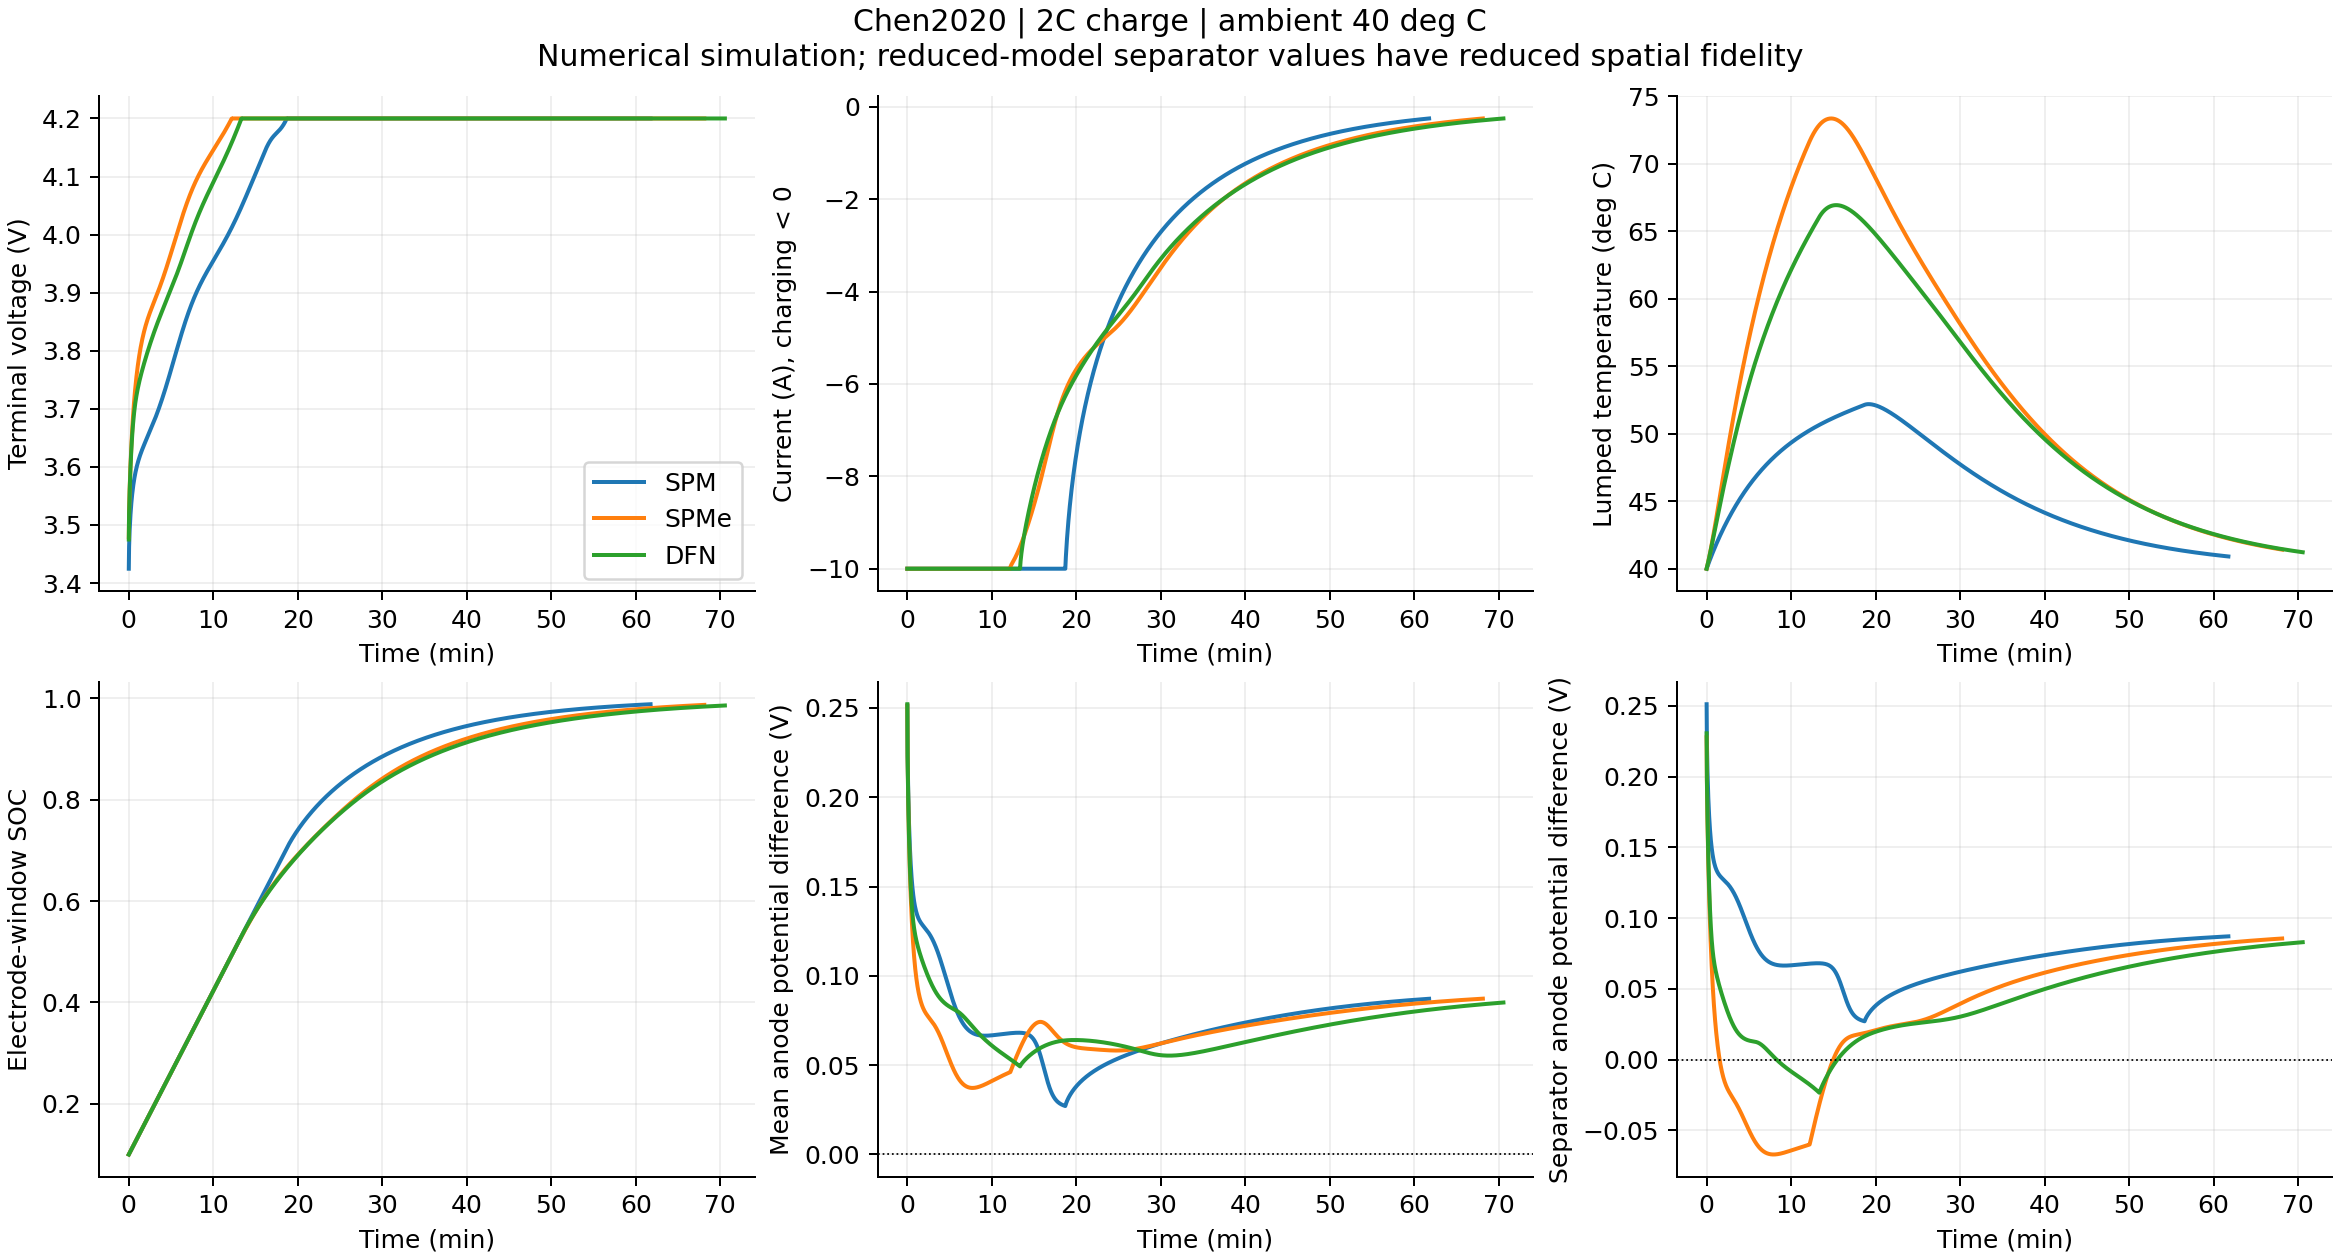 Chen2020 | 2C charge | ambient 40 deg C
Numerical simulation; reduced-model separator values have reduced spatial fidelity
Terminal voltage (V)
4.2
4.1
4.0
3.9
3.8
3.7
3.6
3.5
3.4
SPM
SPMe
DFN
0 10 20 30 40 50 60 70
Time (min)
Current (A), charging < 0
0
−2
−4
−6
−8
−10
0 10 20 30 40 50 60 70
Time (min)
Lumped temperature (deg C)
75
70
65
60
55
50
45
40
0 10 20 30 40 50 60 70
Time (min)
Electrode-window SOC
1.0
0.8
0.6
0.4
0.2
0 10 20 30 40 50 60 70
Time (min)
Mean anode potential difference (V)
0.25
0.20
0.15
0.10
0.05
0.00
0 10 20 30 40 50 60 70
Time (min)
Separator anode potential difference (V)
0.25
0.20
0.15
0.10
0.05
0.00
−0.05
0 10 20 30 40 50 60 70
Time (min)